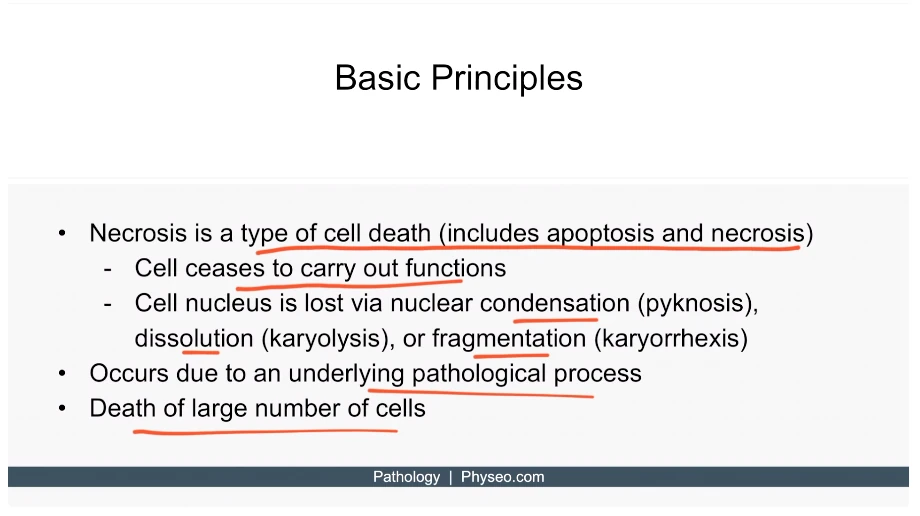 Basic Principles
• Necrosis is a type of cell death (includes apoptosis and necrosis)
- Cell ceases to carry out functions
- Cell nucleus is lost via nuclear condensation (pyknosis),
dissolution (karyolysis), or fragmentation (karyorrhexis)
• Occurs due to an underlying pathological process
• Death of large number of cells
Pathology | Physeo.com